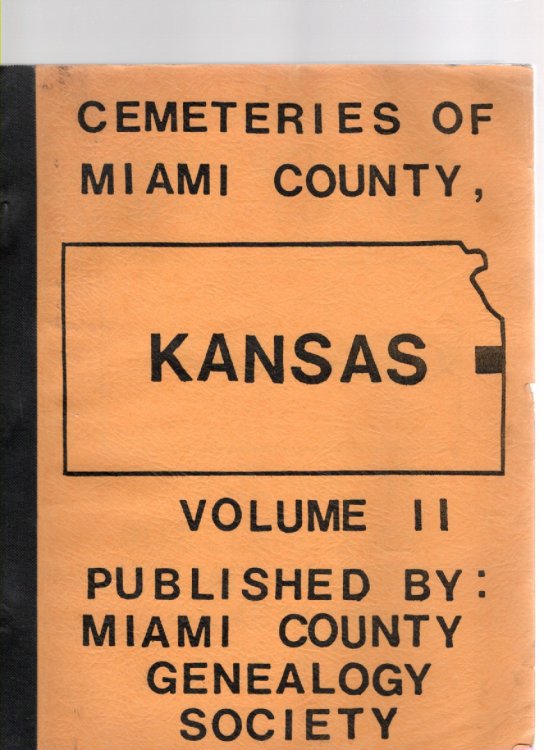 CEMETERIES OF
MIAMI COUNTY,
KANSAS
VOLUME II
PUBLISHED BY:
MIAMI COUNTY
GENEALOGY
SOCIETY